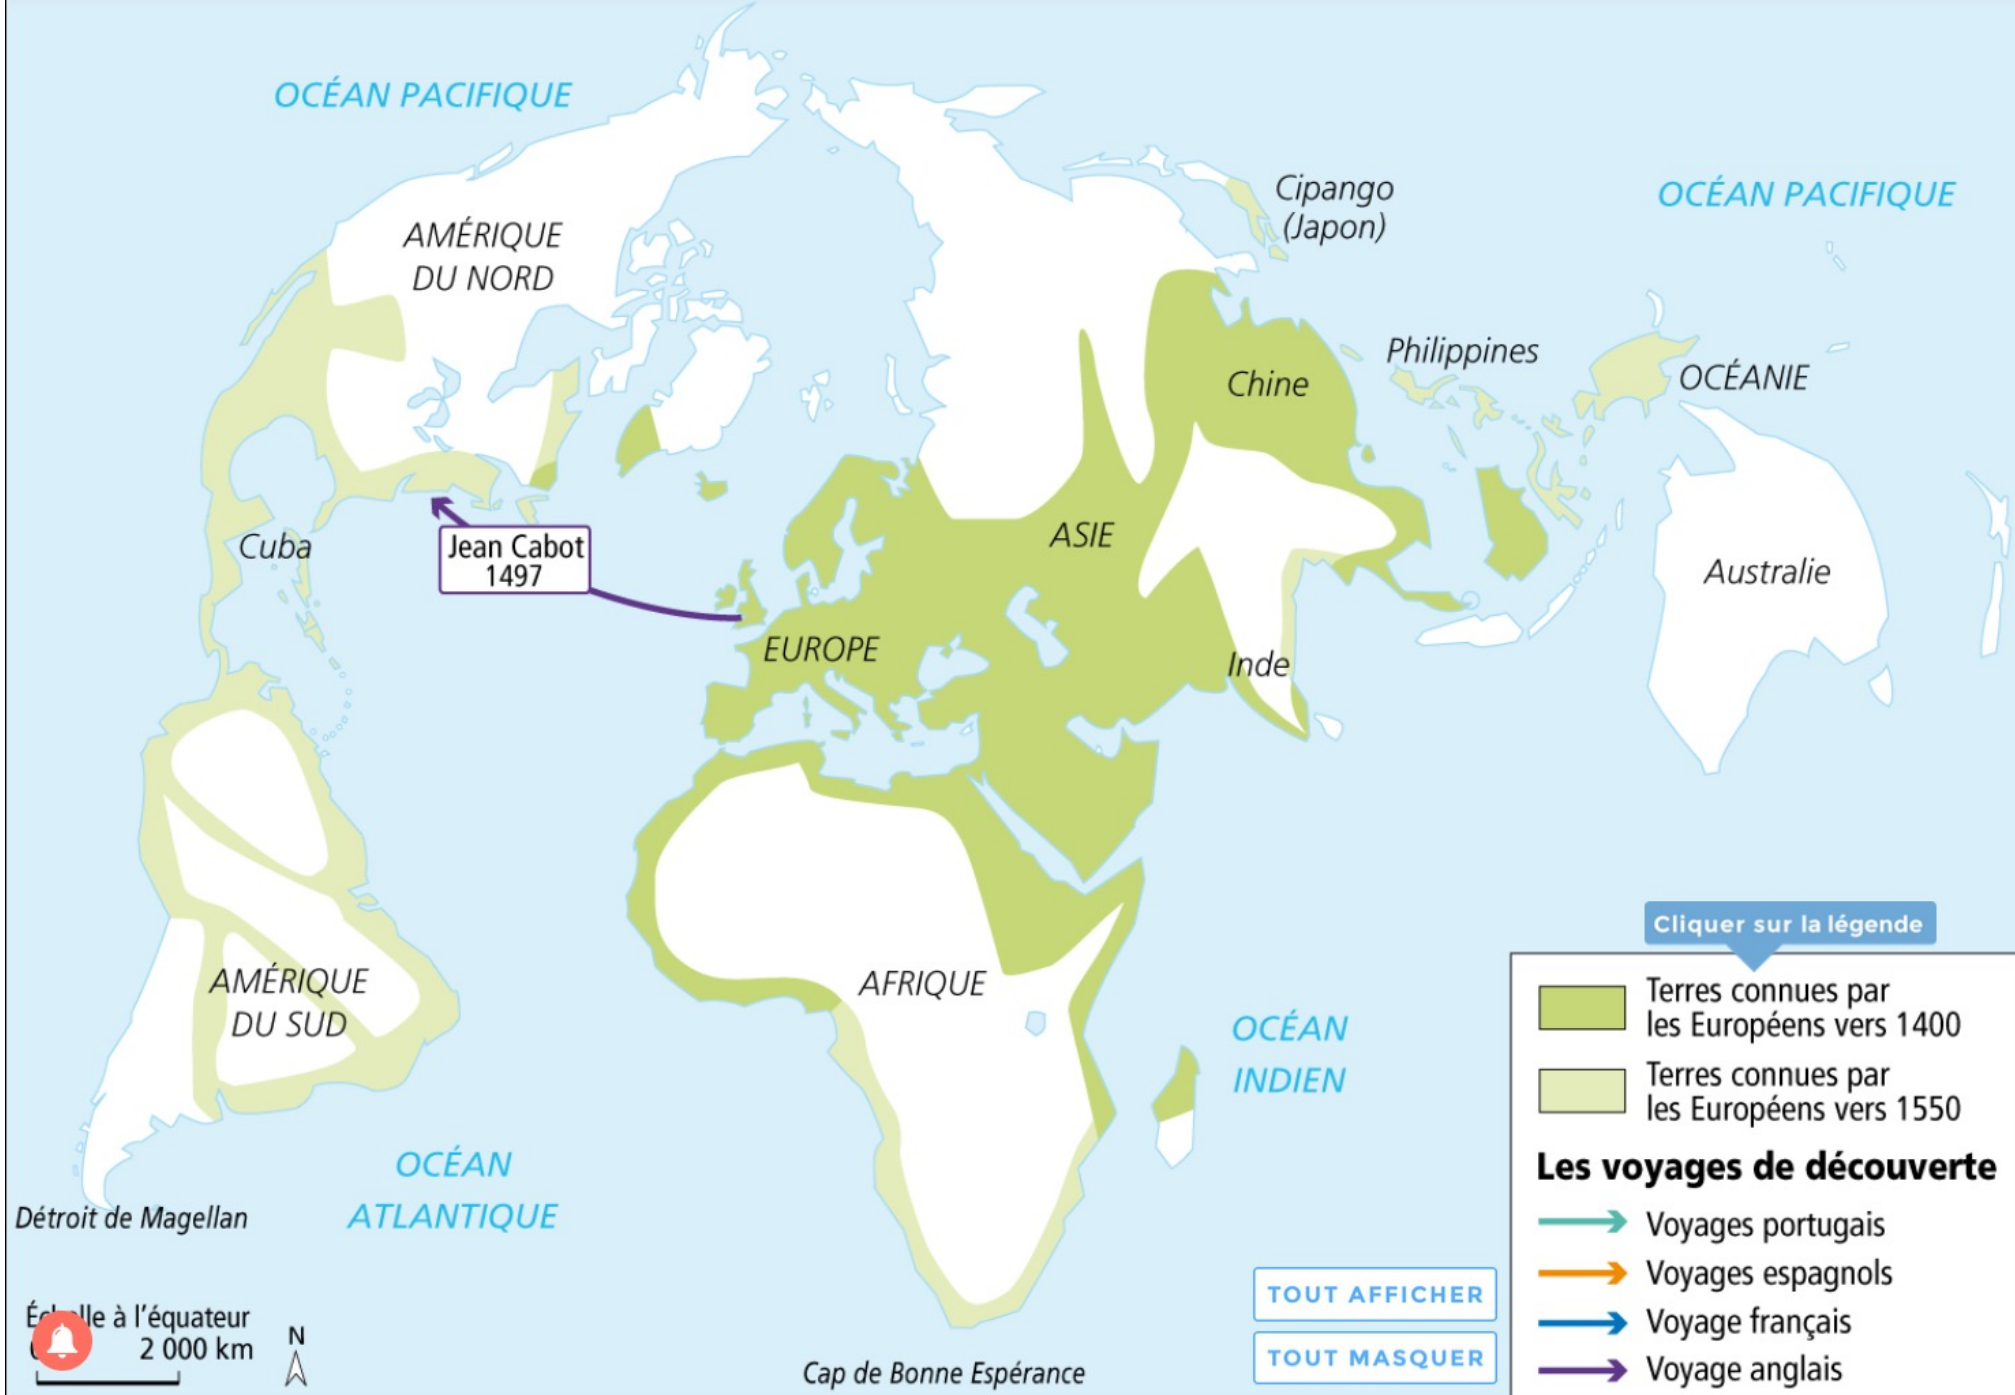 OCÉAN PACIFIQUE
AMÉRIQUE
DU NORD
Cipango
(Japon)
OCÉAN PACIFIQUE
Philippines
OCÉANIE
Chine
Cuba
Jean Cabot
1497
ASIE
Australie
EUROPE
Inde
AMÉRIQUE
DU SUD
AFRIQUE
OCÉAN
INDIEN
OCÉAN
ATLANTIQUE
Détroit de Magellan
à l'équateur
2 000 km
N
Cap de Bonne Espérance
TOUT AFFICHER
TOUT MASQUER
Cliquer sur la légende
Terres connues par
les Européens vers 1400
Terres connues par
les Européens vers 1550
Les voyages de découverte
Voyages portugais
Voyages espagnols
Voyage français
Voyage anglais